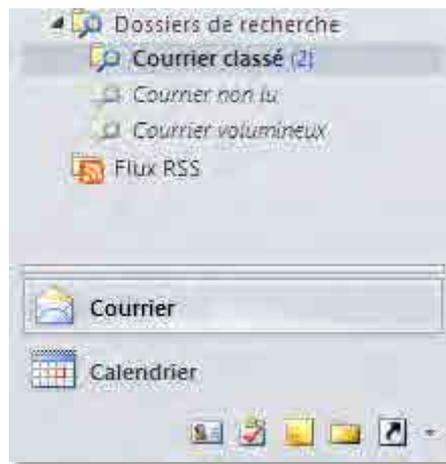 Dossiers de recherche
Courrier classé (2)
Courrier non lu
Courrier volumineux
Flux RSS
Courrier
Calendrier